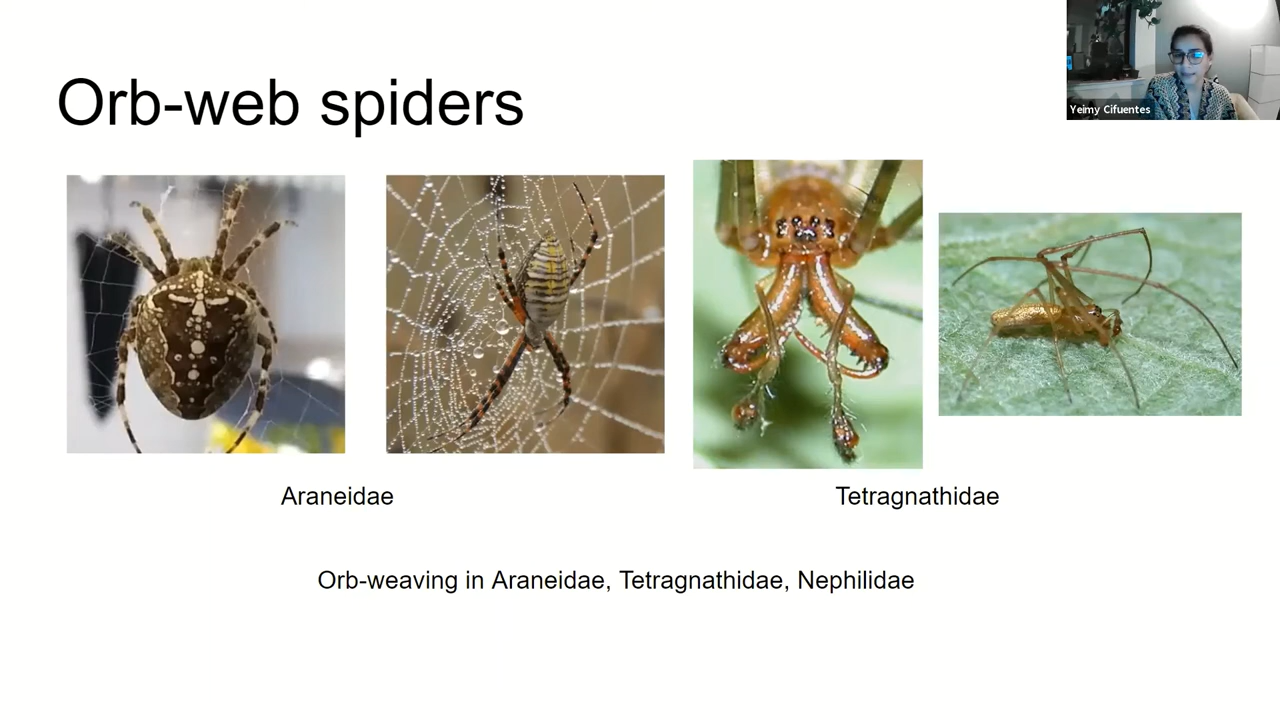 Orb-web spiders
Yeimy Cifuentes
Araneidae
Tetragnathidae
Orb-weaving in Araneidae, Tetragnathidae, Nephilidae